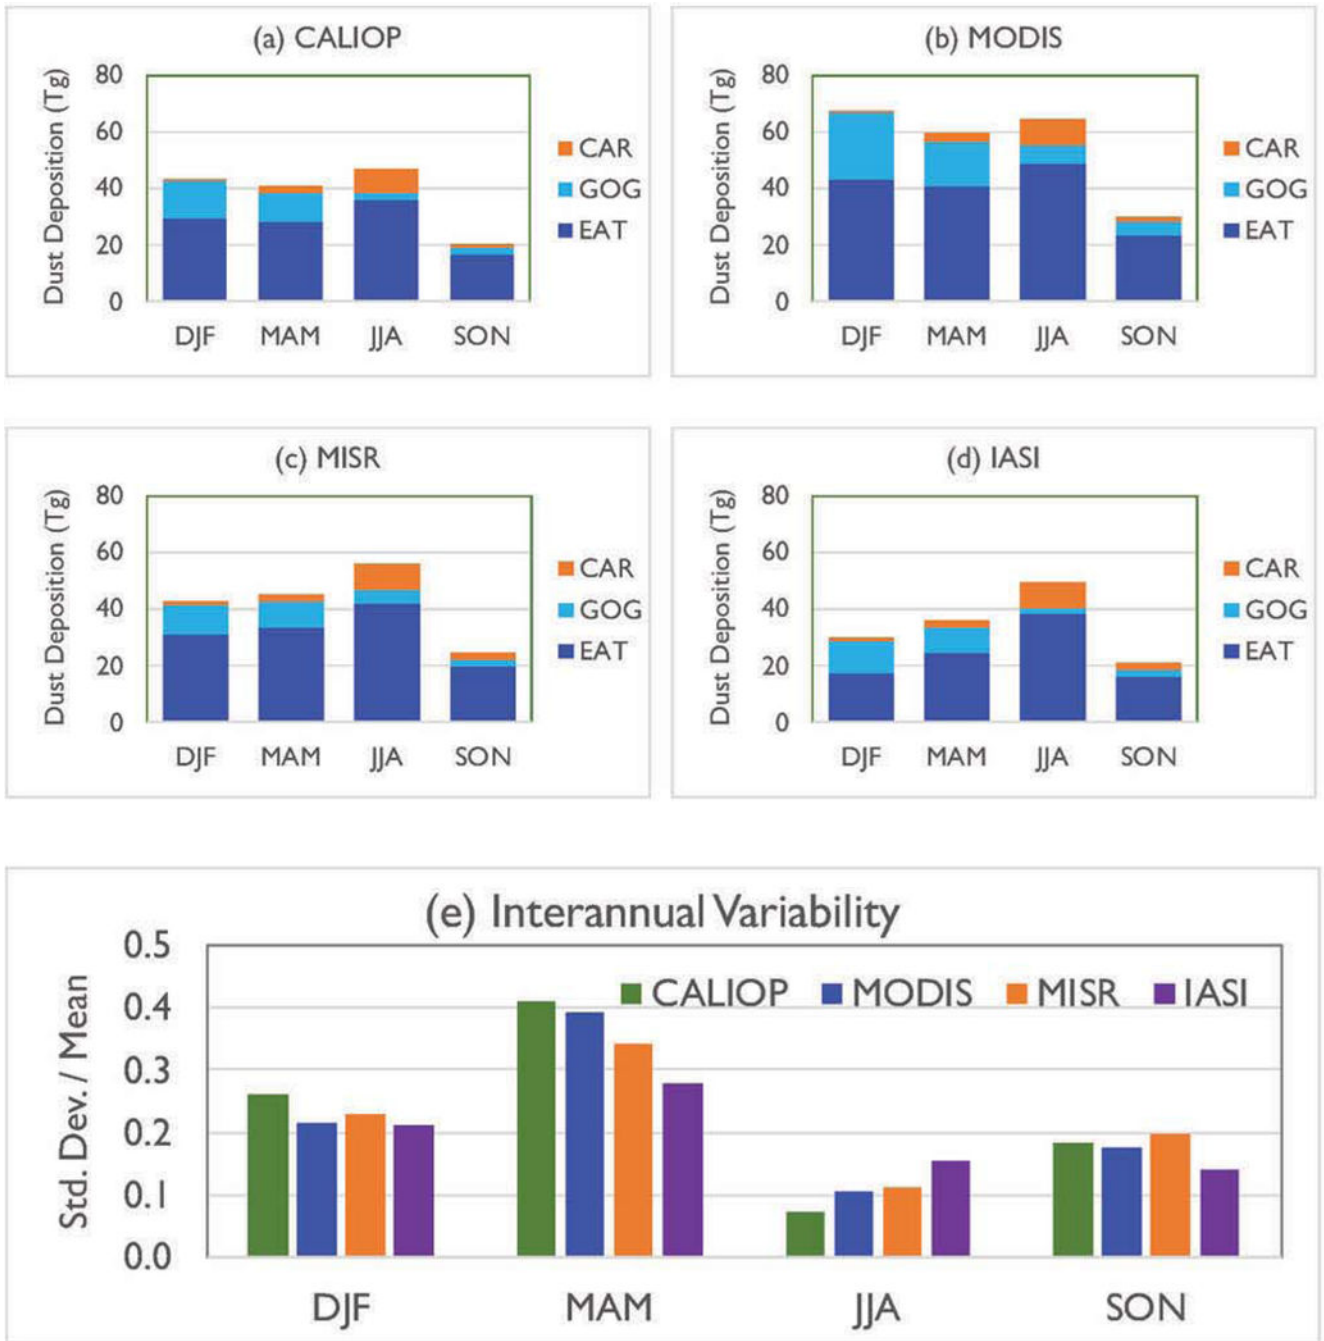 (a) CALIOP
Dust Deposition (Tg)
80
60
40
20
0
DJF MAM JJA SON
CAR
GOG
EAT
(b) MODIS
Dust Deposition (Tg)
80
60
40
20
0
DJF MAM JJA SON
CAR
GOG
EAT
(c) MISR
Dust Deposition (Tg)
80
60
40
20
0
DJF MAM JJA SON
CAR
GOG
EAT
(d) IASI
Dust Deposition (Tg)
80
60
40
20
0
DJF MAM JJA SON
CAR
GOG
EAT
(e) Interannual Variability
Std. Dev. / Mean
0.5
0.4
0.3
0.2
0.1
0.0
CALIOP MODIS MISR IASI
DJF MAM JJA SON